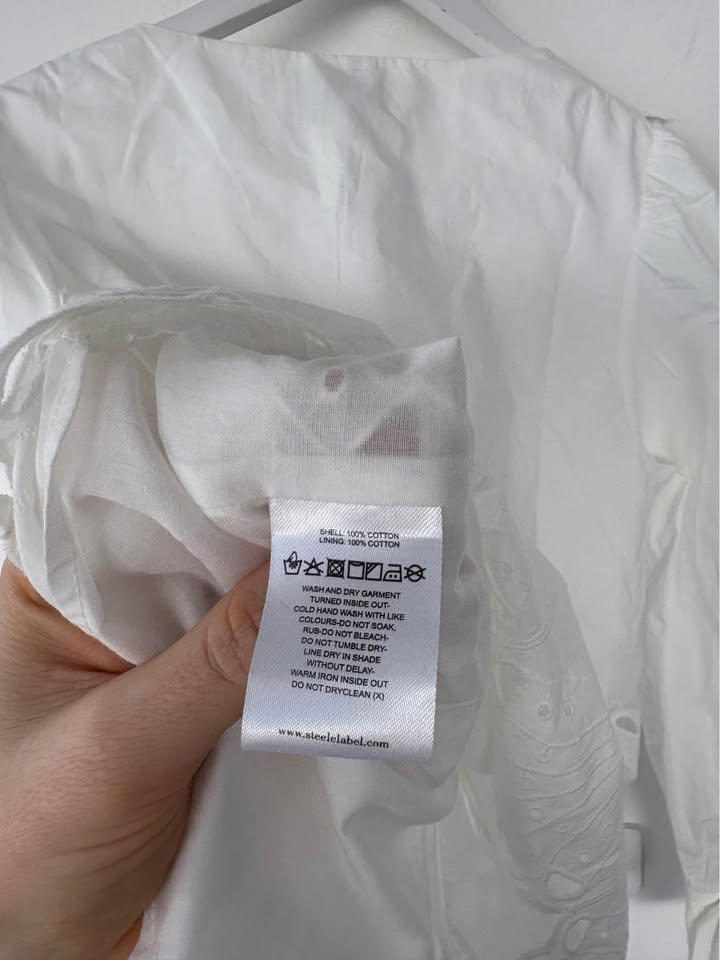 SHELL: 100% COTTON
LINING: 100% COTTON
WASH AND DRY GARMENT
TURNED INSIDE OUT-
COLD HAND WASH WITH LIKE
COLOURS-DO NOT SOAK,
RUB-DO NOT BLEACH-
DO NOT TUMBLE DRY-
LINE DRY IN SHADE
WITHOUT DELAY-
WARM IRON INSIDE OUT
DO NOT DRYCLEAN (X)
www.steelelabel.com